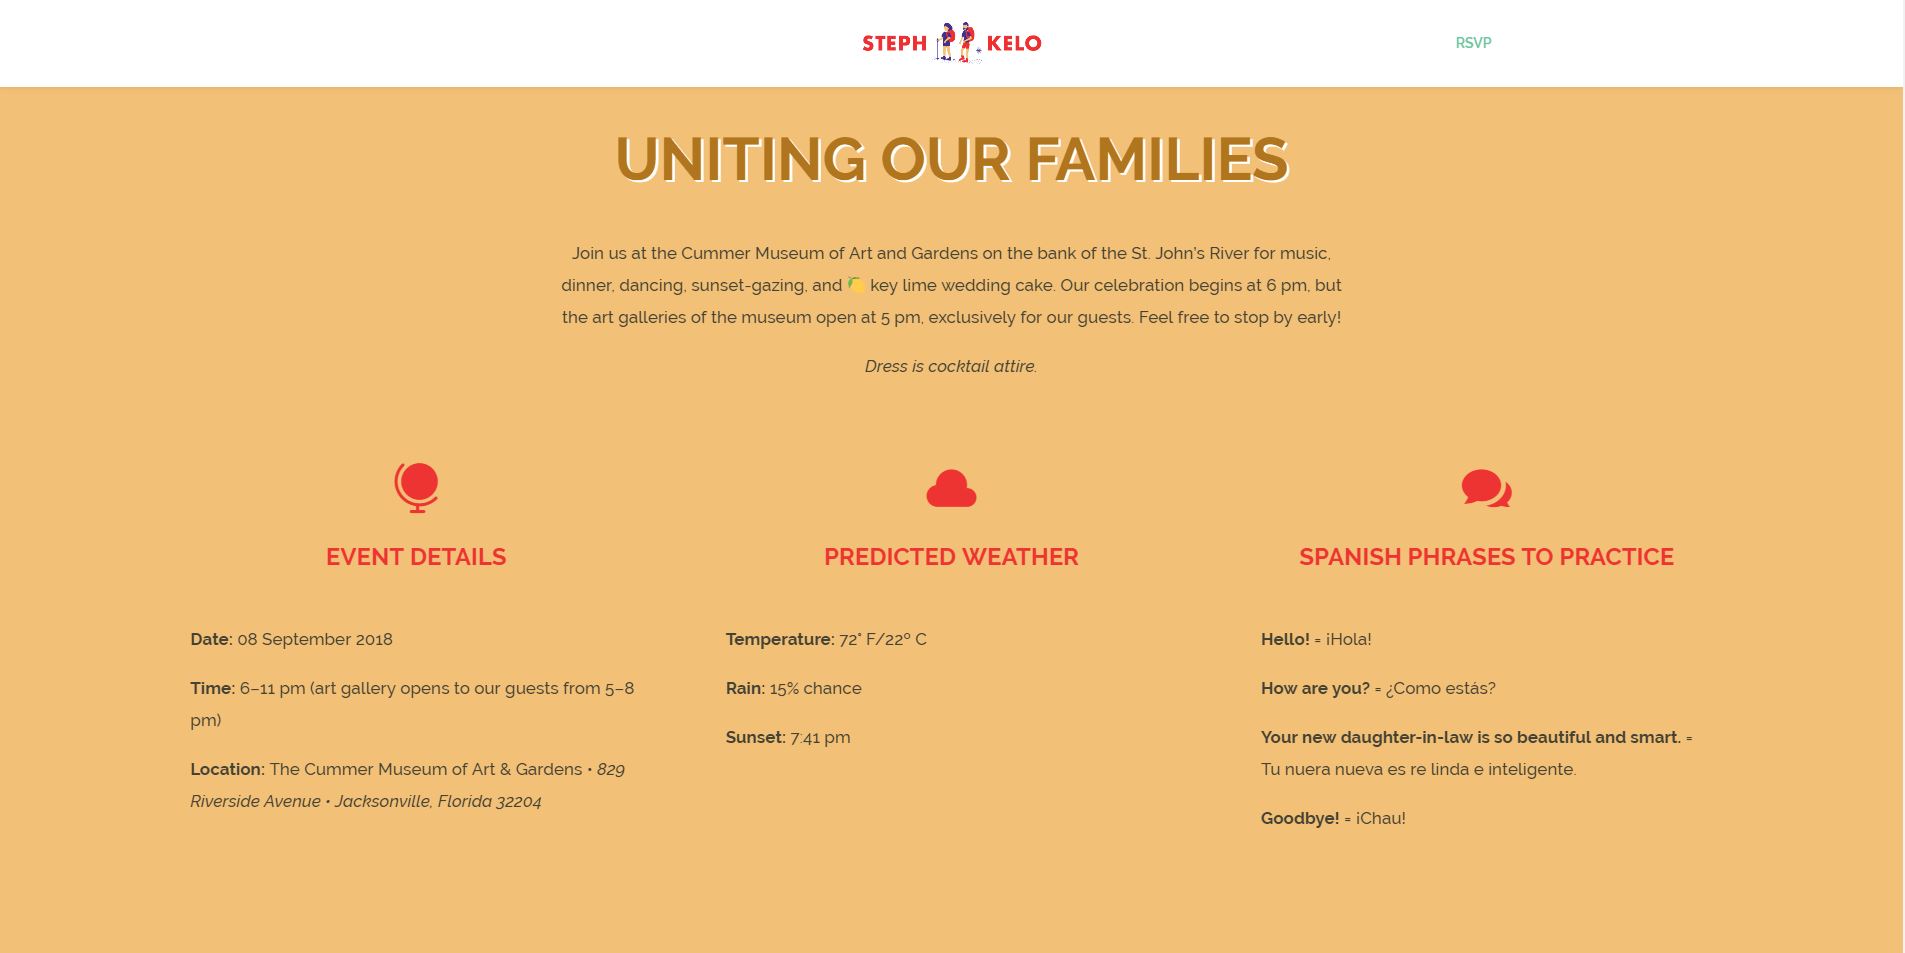 STEPH KELO
RSVP
UNITING OUR FAMILIES
Join us at the Cummer Museum of Art and Gardens on the bank of the St. John's River for music,
dinner, dancing, sunset-gazing, and 🍋 key lime wedding cake. Our celebration begins at 6 pm, but
the art galleries of the museum open at 5 pm, exclusively for our guests. Feel free to stop by early!
Dress is cocktail attire.
EVENT DETAILS
Date: 08 September 2018
Time: 6–11 pm (art gallery opens to our guests from 5–8
pm)
Location: The Cummer Museum of Art & Gardens • 829
Riverside Avenue • Jacksonville, Florida 32204
PREDICTED WEATHER
Temperature: 72° F/22º C
Rain: 15% chance
Sunset: 7:41 pm
SPANISH PHRASES TO PRACTICE
Hello! = ¡Hola!
How are you? = ¿Como estás?
Your new daughter-in-law is so beautiful and smart. =
Tu nuera nueva es re linda e inteligente.
Goodbye! = ¡Chau!